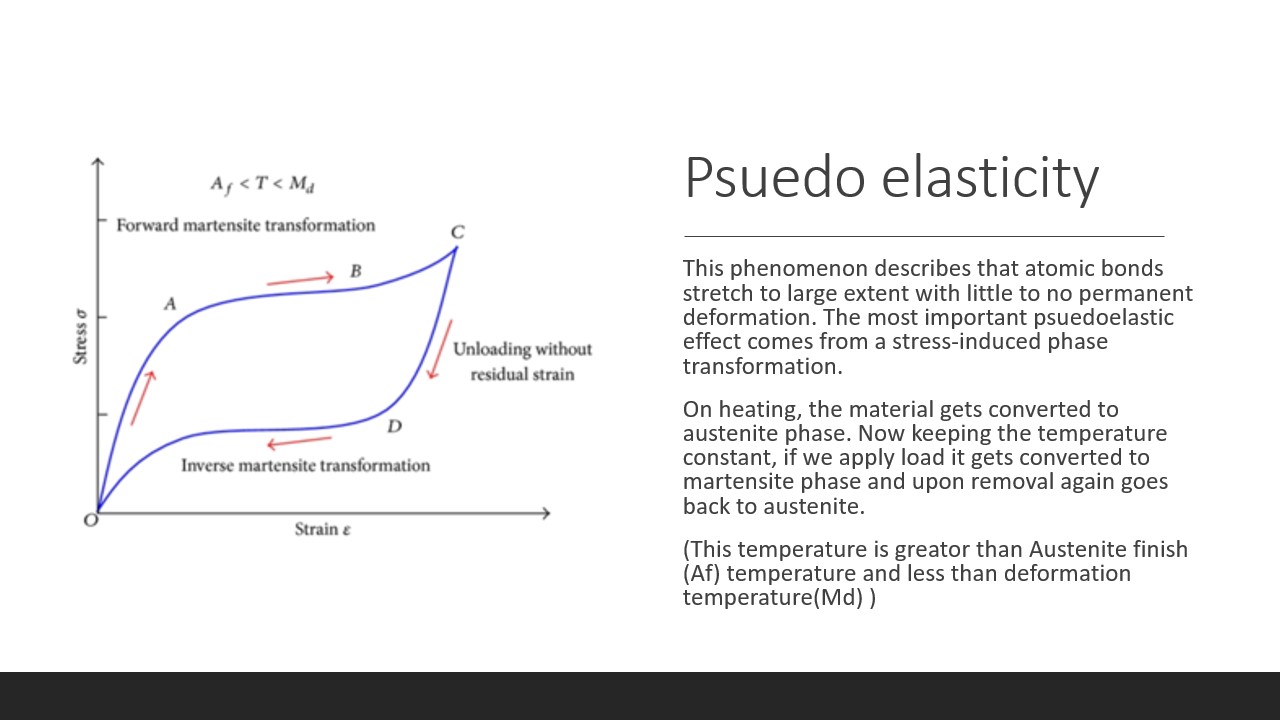 A_f < T < M_d
Forward martensite transformation
C
B
A
Stress σ
Unloading without
residual strain
D
Inverse martensite transformation
O
Strain ε
Psuedo elasticity
This phenomenon describes that atomic bonds
stretch to large extent with little to no permanent
deformation. The most important psuedoelastic
effect comes from a stress-induced phase
transformation.
On heating, the material gets converted to
austenite phase. Now keeping the temperature
constant, if we apply load it gets converted to
martensite phase and upon removal again goes
back to austenite.
(This temperature is greator than Austenite finish
(Af) temperature and less than deformation
temperature(Md) )